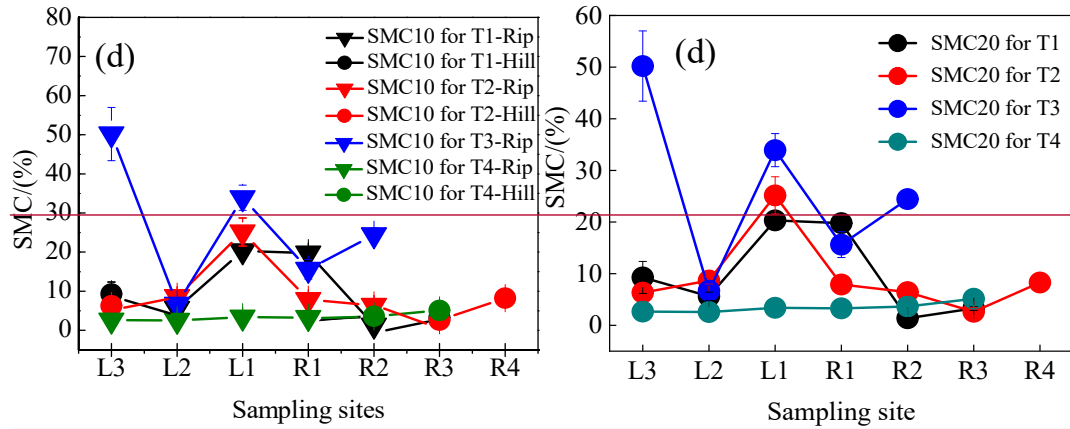 80
70
60
50
40
30
20
10
0
SMC/(%)
(d)
SMC10 for T1-Rip
SMC10 for T1-Hill
SMC10 for T2-Rip
SMC10 for T2-Hill
SMC10 for T3-Rip
SMC10 for T4-Rip
SMC10 for T4-Hill
L3 L2 L1 R1 R2 R3 R4
Sampling sites
60
50
40
30
20
10
0
SMC/(%)
(d)
SMC20 for T1
SMC20 for T2
SMC20 for T3
SMC20 for T4
L3 L2 L1 R1 R2 R3 R4
Sampling site